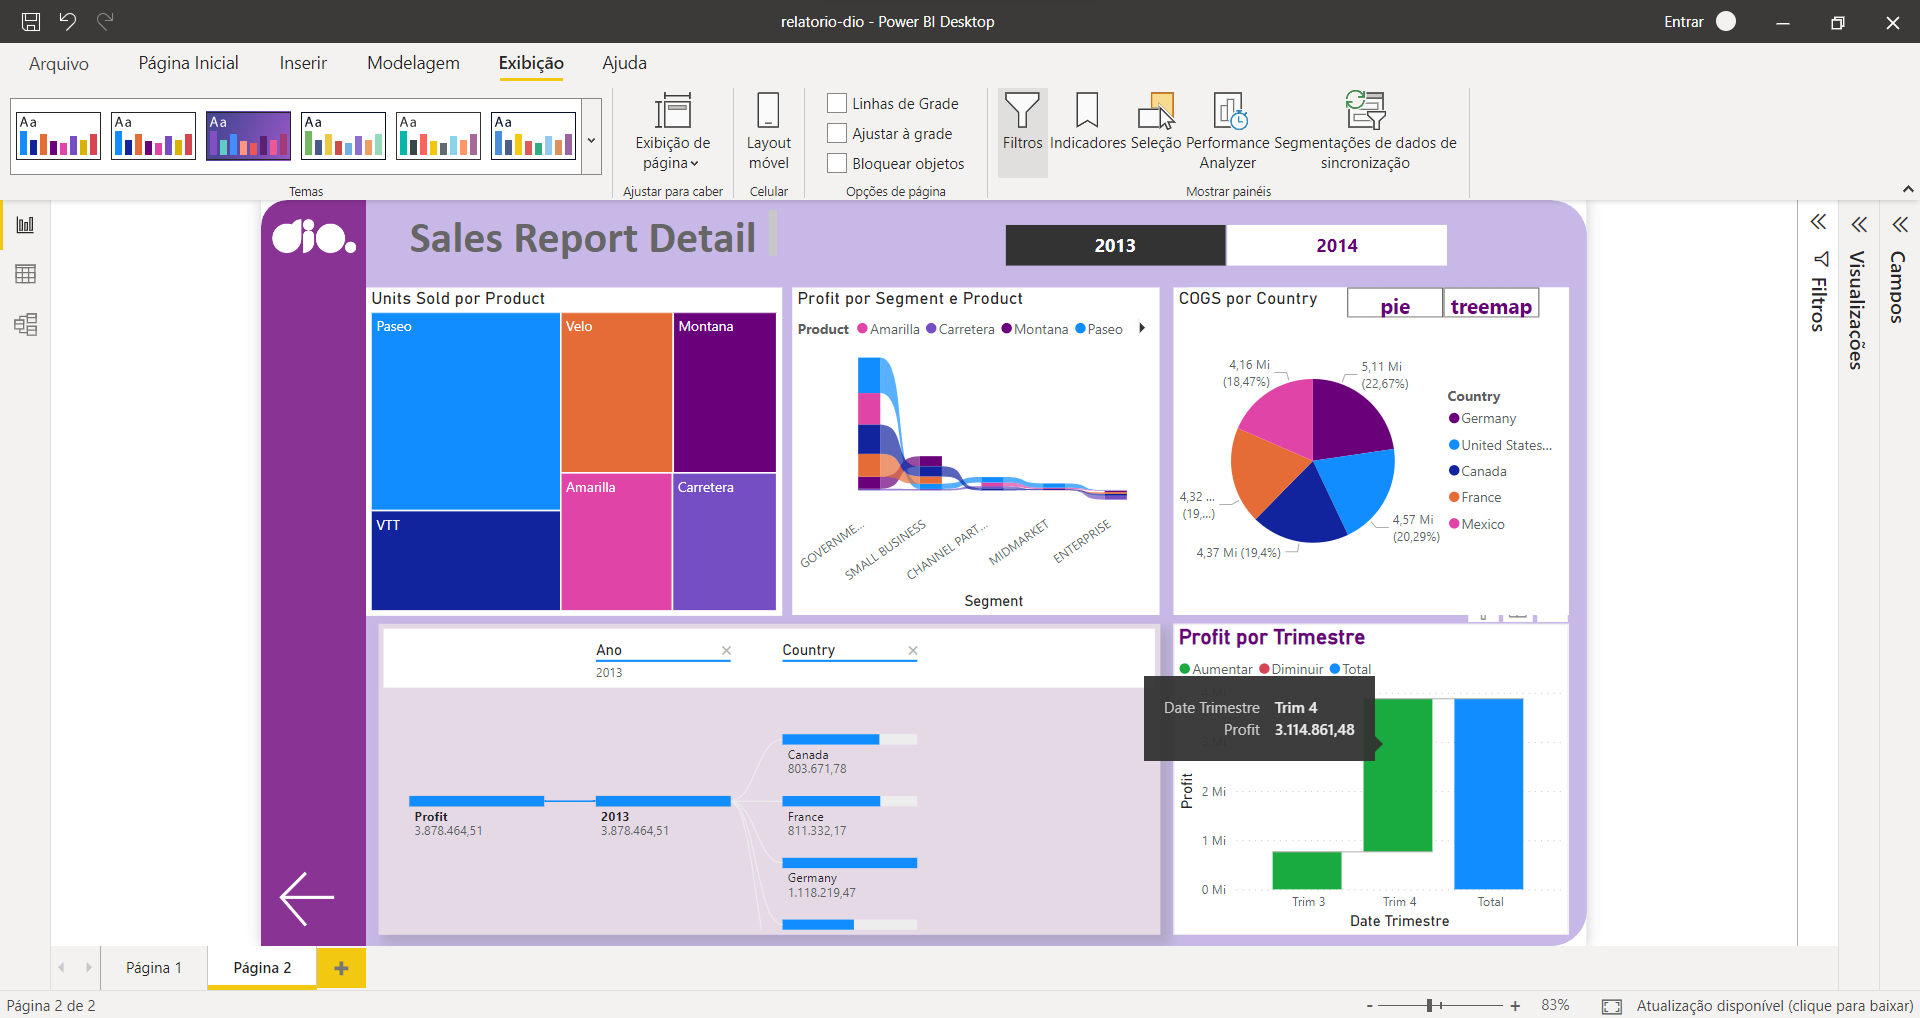 relatorio-dio - Power BI Desktop
Entrar
Arquivo
Página Inicial
Inserir
Modelagem
Exibição
Ajuda
Aa
Aa
Aa
Aa
Aa
Aa
Temas
Exibição de
página
Ajustar para caber
Layout
móvel
Celular
Linhas de Grade
Ajustar à grade
Bloquear objetos
Opções de página
Filtros
Indicadores
Seleção
Performance
Analyzer
Segmentações de dados de
sincronização
Mostrar painéis
dio.
Sales Report Detail
2013
2014
Units Sold por Product
Paseo
Velo
Montana
VTT
Amarilla
Carretera
Profit por Segment e Product
Product
Amarilla
Carretera
Montana
Paseo
GOVERNME...
SMALL BUSINESS
CHANNEL PART...
MIDMARKET
ENTERPRISE
Segment
COGS por Country
pie
treemap
4,16 Mi
(18,47%)
5,11 Mi
(22,67%)
4,32 ...
(19,...)
4,37 Mi (19,4%)
4,57 Mi
(20,29%)
Country
Germany
United States...
Canada
France
Mexico
Ano
2013
Country
Profit
3.878.464,51
2013
3.878.464,51
Canada
803.671,78
France
811.332,17
Germany
1.118.219,47
Profit por Trimestre
Aumentar
Diminuir
Total
Date Trimestre Trim 4
Profit 3.114.861,48
Profit
2 Mi
1 Mi
0 Mi
Trim 3
Trim 4
Total
Date Trimestre
Filtros
Visualizações
Campos
Página 1
Página 2
Página 2 de 2
- + 83%
Atualização disponível (clique para baixar)